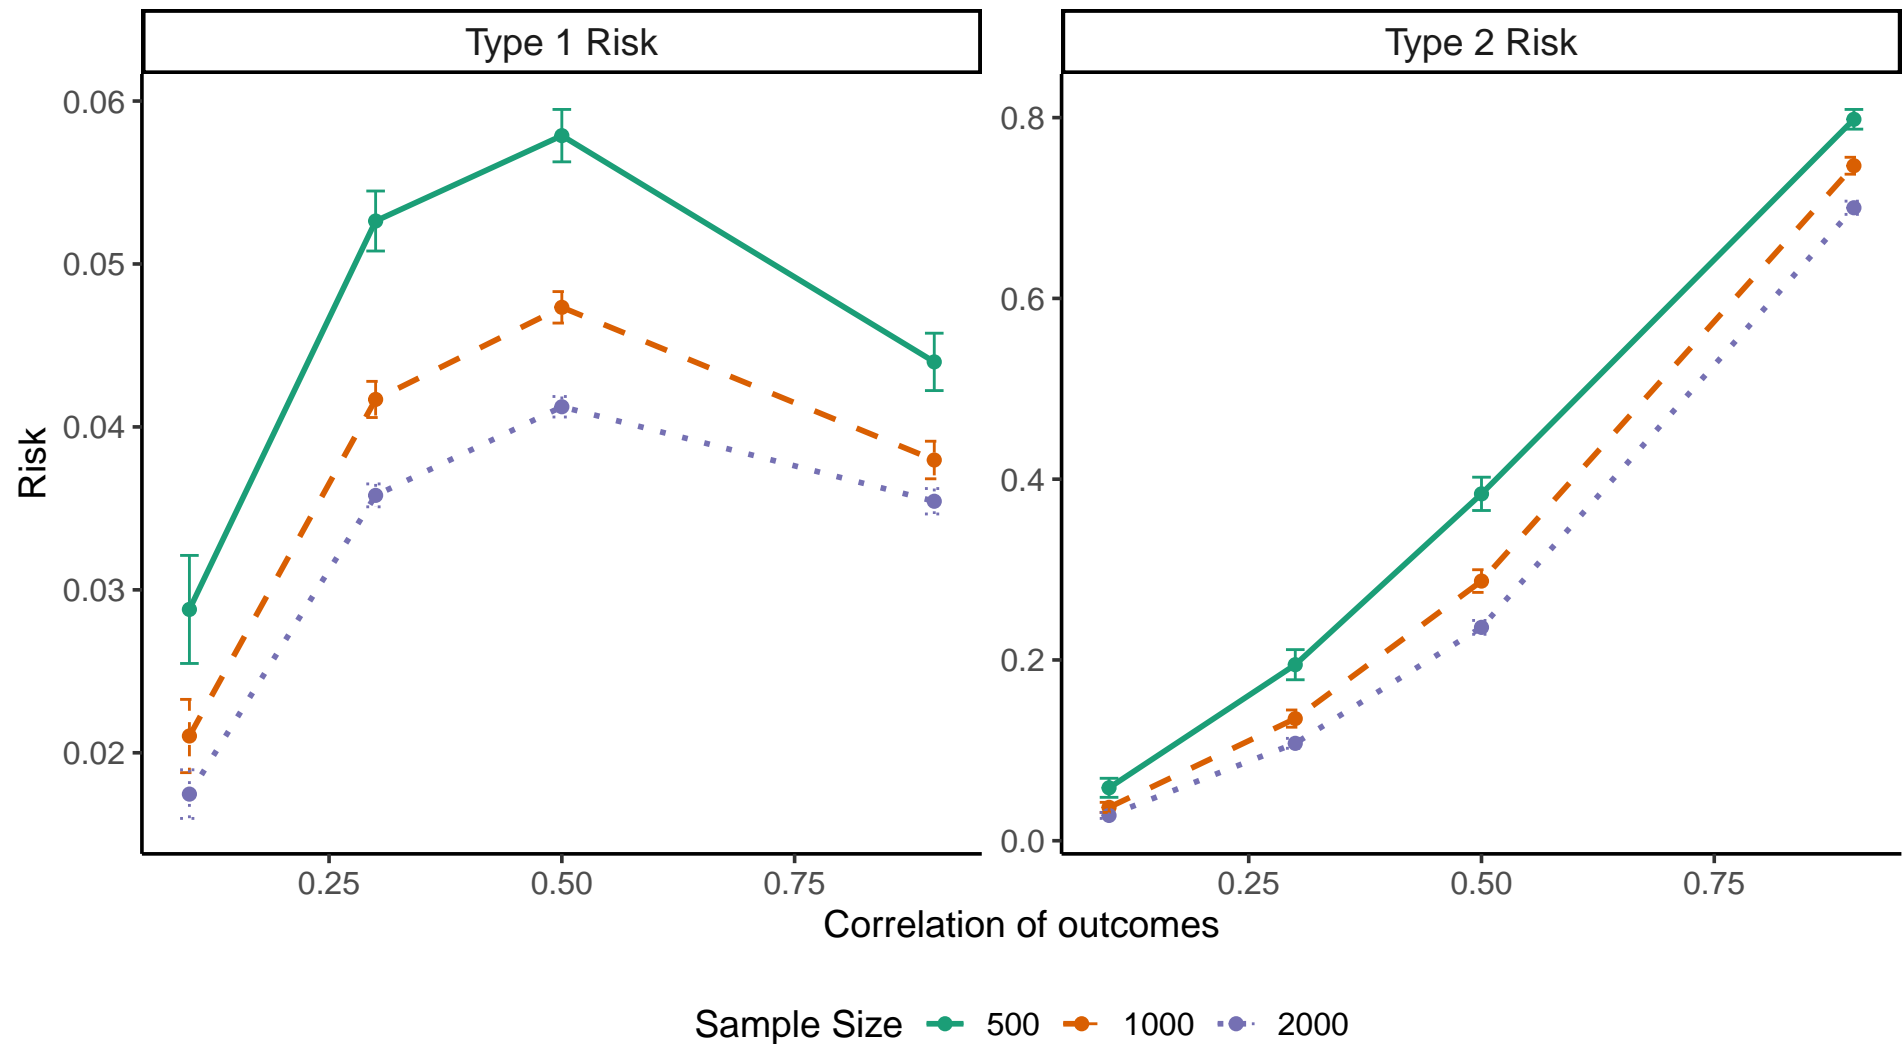 Type 1 Risk
Type 2 Risk
Risk
0.06
0.05
0.04
0.03
0.02
0.8
0.6
0.4
0.2
0.0
0.25 0.50 0.75
0.25 0.50 0.75
Correlation of outcomes
Sample Size 500 1000 2000